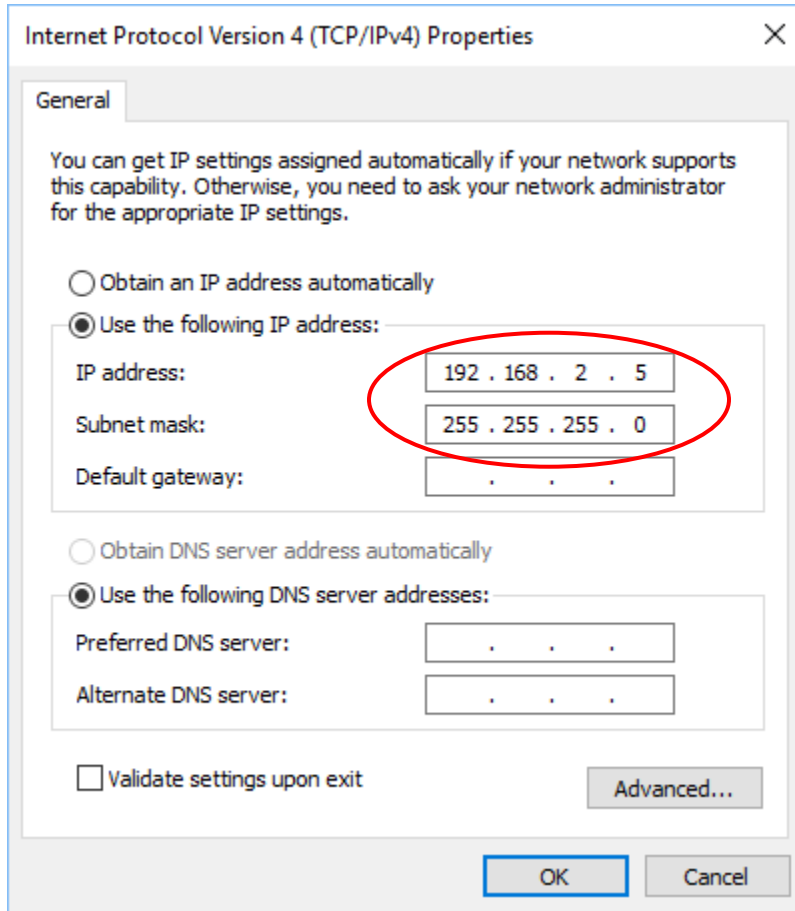 Internet Protocol Version 4 (TCP/IPv4) Properties
General
You can get IP settings assigned automatically if your network supports
this capability. Otherwise, you need to ask your network administrator
for the appropriate IP settings.
Obtain an IP address automatically
Use the following IP address:
IP address: 192 . 168 . 2 . 5
Subnet mask: 255 . 255 . 255 . 0
Default gateway: . . .
Obtain DNS server address automatically
Use the following DNS server addresses:
Preferred DNS server: . . .
Alternate DNS server: . . .
Validate settings upon exit
Advanced...
OK Cancel